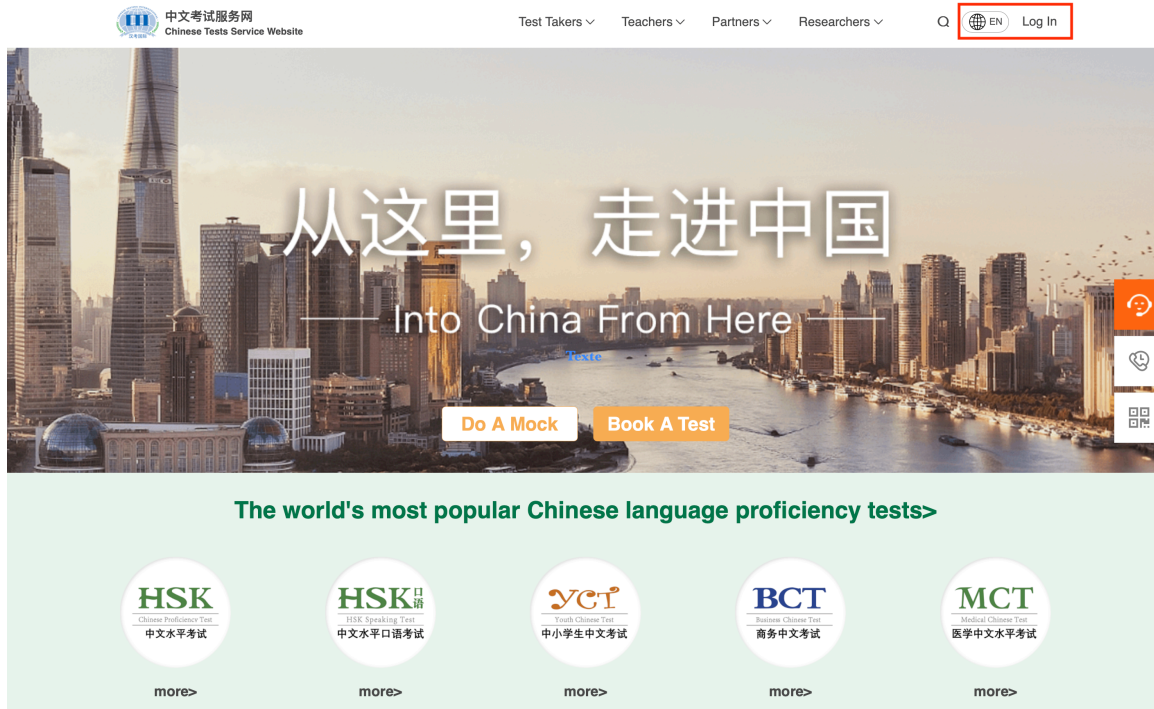 中文考试服务网
Chinese Tests Service Website
Test Takers
Teachers
Partners
Researchers
EN
Log In
从这里，走进中国
Into China From Here
Texte
Do A Mock
Book A Test
The world's most popular Chinese language proficiency tests>
HSK
Chinese Proficiency Test
中文水平考试
more>
HSK口语
HSK Speaking Test
中文水平口语考试
more>
YCT
Youth Chinese Test
中小学生中文考试
more>
BCT
Business Chinese Test
商务中文考试
more>
MCT
Medical Chinese Test
医学中文水平考试
more>